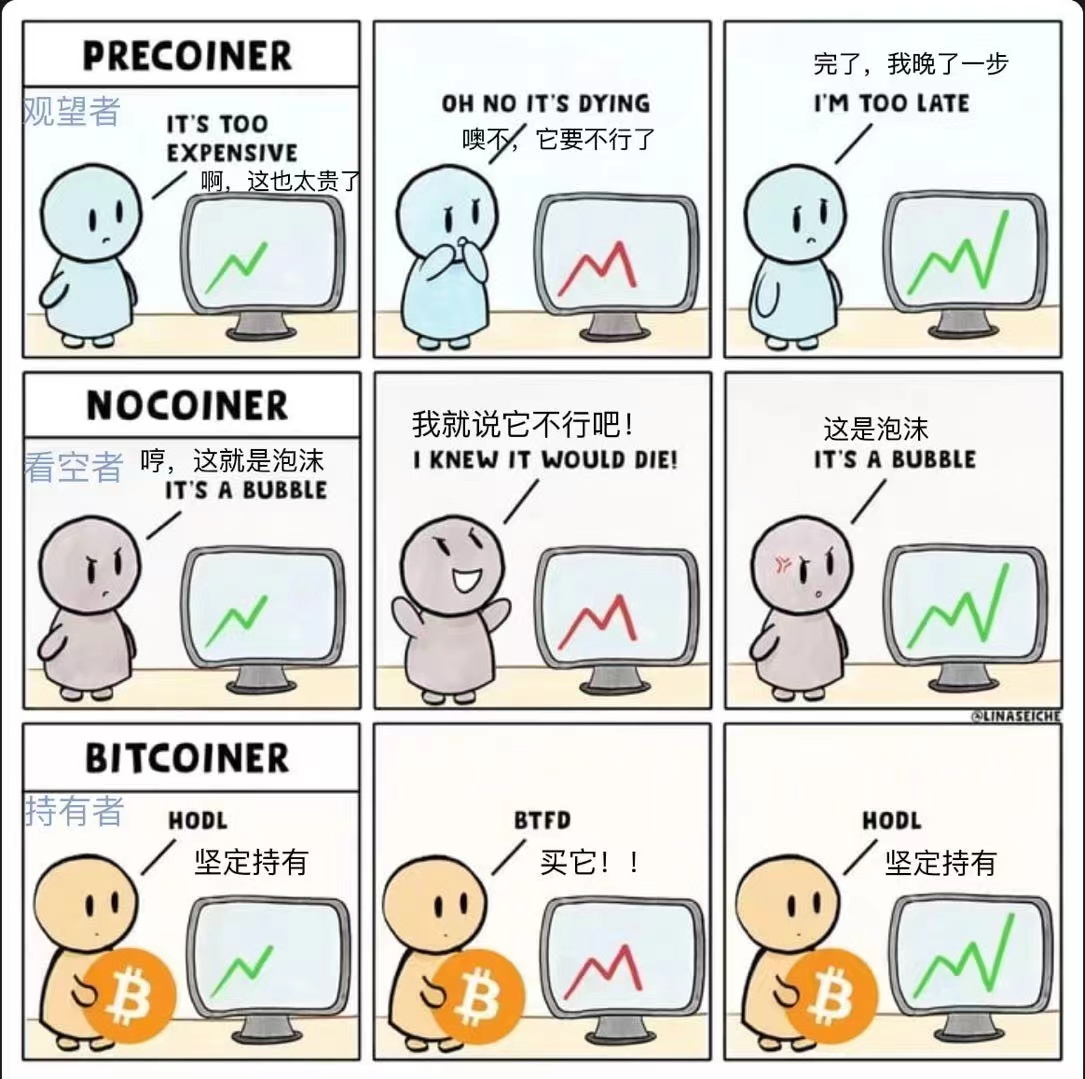 PRECOINER
观望者
IT'S TOO
EXPENSIVE
啊，这也太贵了
OH NO IT'S DYING
噢不，它要不行了
完了，我晚了一步
I'M TOO LATE
NOCOINER
看空者
哼，这就是泡沫
IT'S A BUBBLE
我就说它不行吧！
I KNEW IT WOULD DIE!
这是泡沫
IT'S A BUBBLE
@LINASEICHE
BITCOINER
持有者
HODL
坚定持有
BTFD
买它！！
HODL
坚定持有